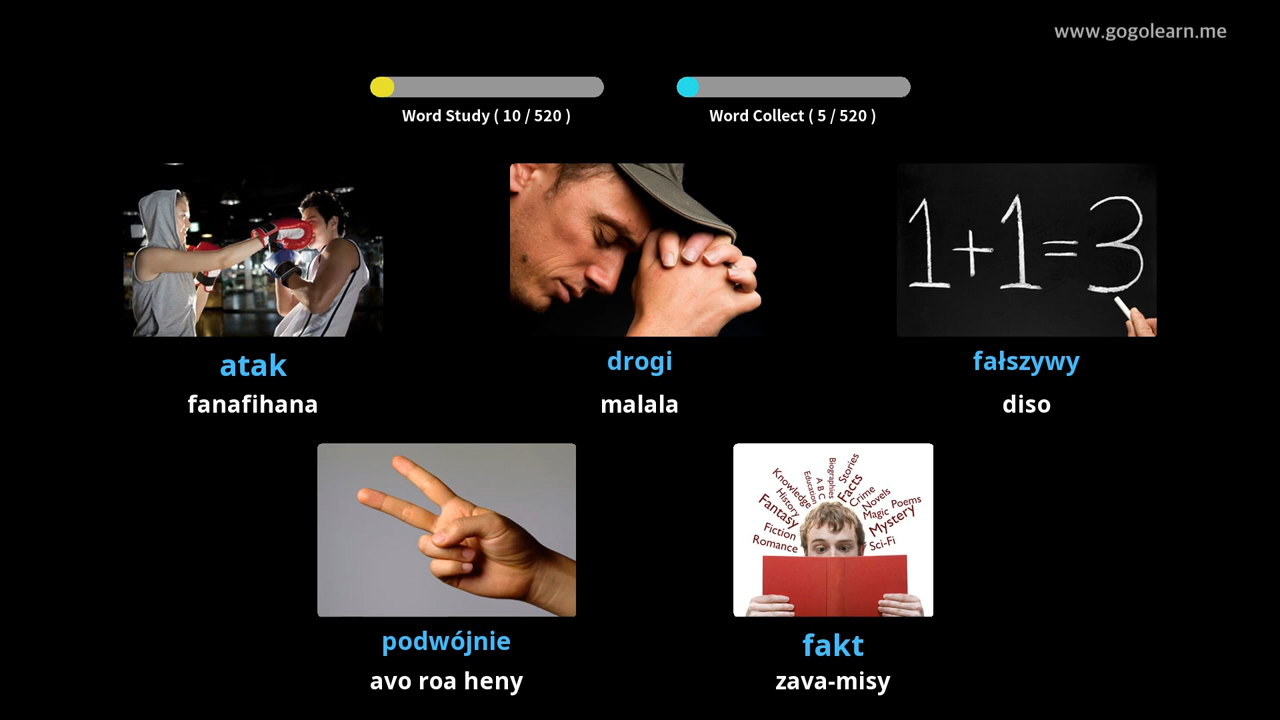 www.gogolearn.me
Word Study ( 10 / 520 )
Word Collect ( 5 / 520 )
1+1=3
atak
fanafihana
drogi
malala
fałszywy
diso
Biographies
Stories
Knowledge
Education
A B C
Facts
History
Crime
Novels
Fantasy
Magic
Poems
Mystery
Fiction
Romance
Sci-Fi
podwójnie
avo roa heny
fakt
zava-misy